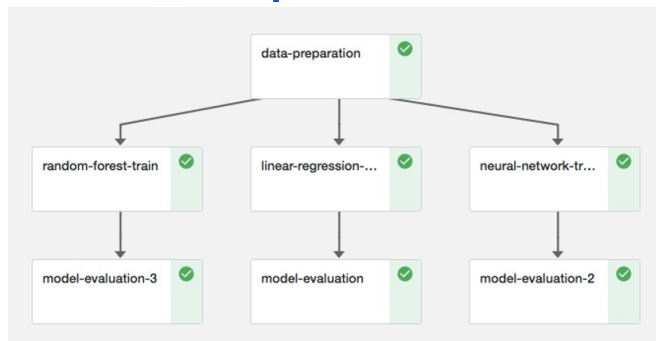 data-preparation
random-forest-train
linear-regression-...
neural-network-tr...
model-evaluation-3
model-evaluation
model-evaluation-2